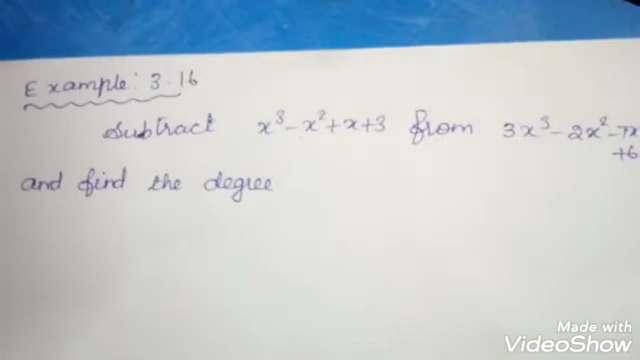 Example: 3.16
Subtract x³ - x² + x + 3 from 3x³ - 2x² - 7x
+6
and find the degree
Made with
VideoShow